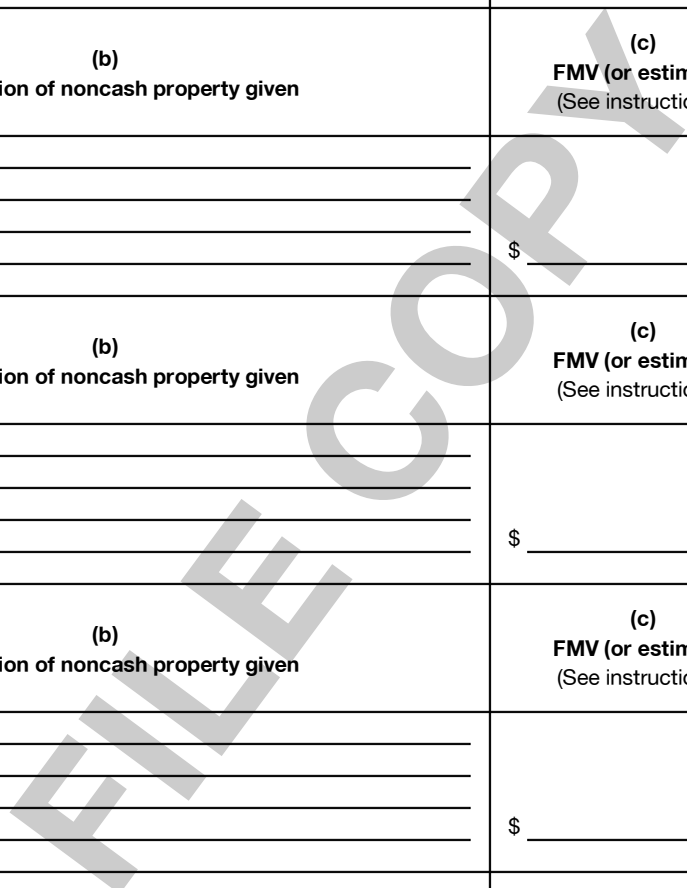 (b)
ion of noncash property given
(c)
FMV (or estim
(See instructio
$
(b)
ion of noncash property given
(c)
FMV (or estim
(See instructio
$
(b)
ion of noncash property given
(c)
FMV (or estim
(See instructio
$
FILE COPY